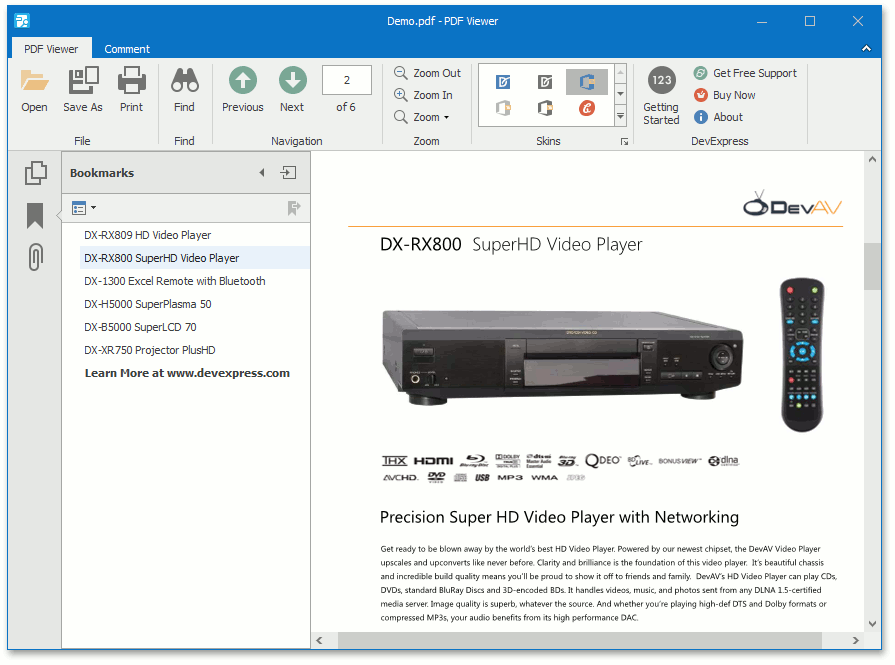 Demo.pdf - PDF Viewer
PDF Viewer
Comment
Open
Save As
Print
Find
Previous
Next
2
of 6
Zoom Out
Zoom In
Zoom
123
Getting
Started
Get Free Support
Buy Now
About
File
Find
Navigation
Zoom
Skins
DevExpress
Bookmarks
DX-RX809 HD Video Player
DX-RX800 SuperHD Video Player
DX-1300 Excel Remote with Bluetooth
DX-H5000 SuperPlasma 50
DX-B5000 SuperLCD 70
DX-XR750 Projector PlusHD
Learn More at www.devexpress.com
DevAV
DX-RX800 SuperHD Video Player
THX HDMI Blu-ray Disc DOLBY dts Blu-ray 3D QDEO BD LIVE BONUSVIEW dlna
AVCHD DVD USB MP3 WMA JPEG
Precision Super HD Video Player with Networking
Get ready to be blown away by the world's best HD Video Player. Powered by our newest chipset, the DevAV Video Player
upscales and upconverts like never before. Clarity and brilliance is the foundation of this video player. It's beautiful chassis
and incredible build quality means you'll be proud to show it off to friends and family. DevAV's HD Video Player can play CDs,
DVDs, standard BluRay Discs and 3D-encoded BDs. It handles videos, music, and photos sent from any DLNA 1.5-certified
media server. Image quality is superb, whatever the source. And whether you're playing high-def DTS and Dolby formats or
compressed MP3s, your audio benefits from its high performance DAC.